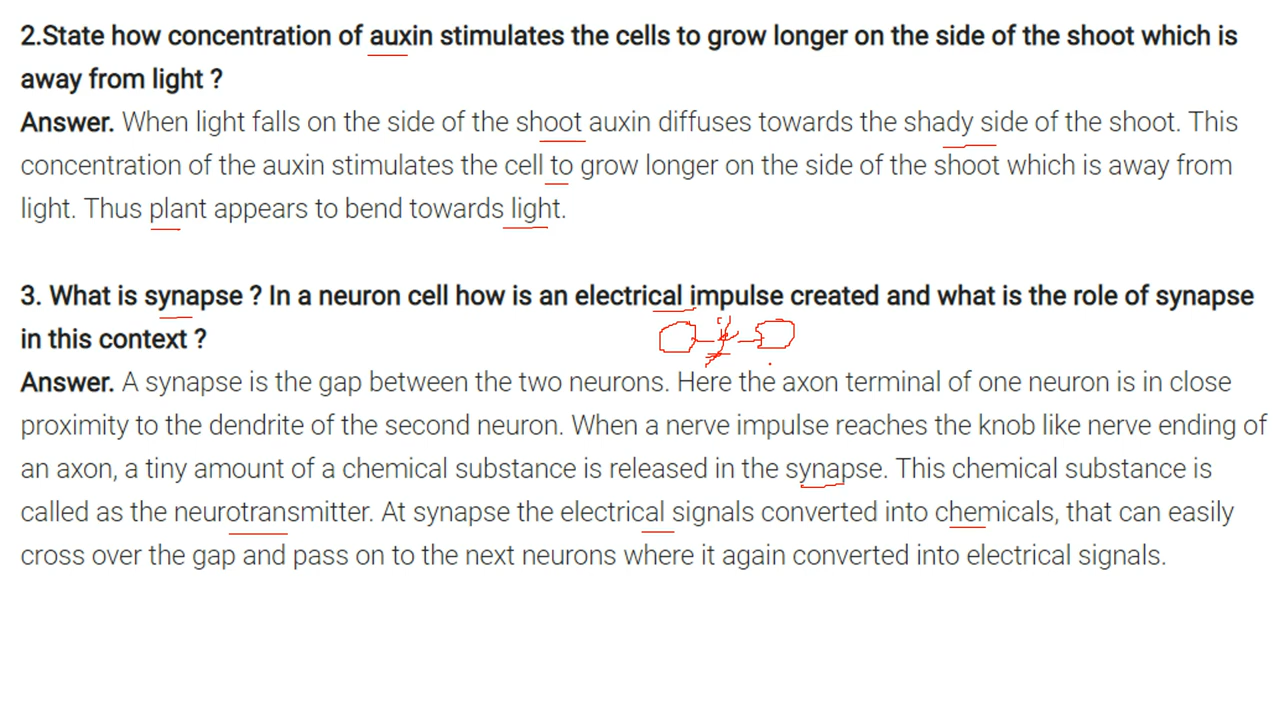 2.State how concentration of auxin stimulates the cells to grow longer on the side of the shoot which is
away from light ?
Answer. When light falls on the side of the shoot auxin diffuses towards the shady side of the shoot. This
concentration of the auxin stimulates the cell to grow longer on the side of the shoot which is away from
light. Thus plant appears to bend towards light.
3. What is synapse ? In a neuron cell how is an electrical impulse created and what is the role of synapse
in this context ?
Answer. A synapse is the gap between the two neurons. Here the axon terminal of one neuron is in close
proximity to the dendrite of the second neuron. When a nerve impulse reaches the knob like nerve ending of
an axon, a tiny amount of a chemical substance is released in the synapse. This chemical substance is
called as the neurotransmitter. At synapse the electrical signals converted into chemicals, that can easily
cross over the gap and pass on to the next neurons where it again converted into electrical signals.